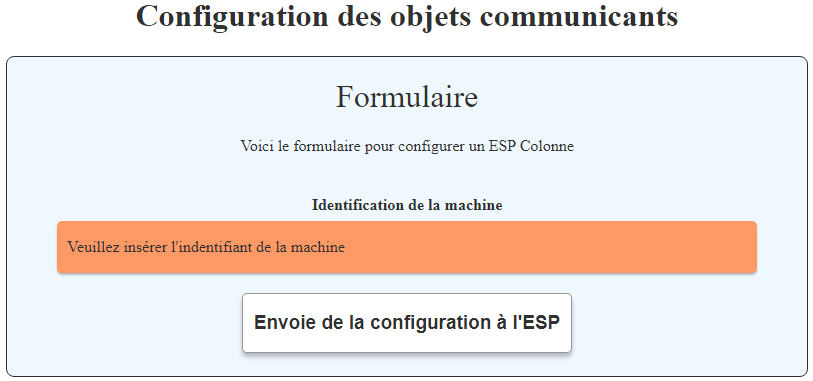 Configuration des objets communicants
Formulaire
Voici le formulaire pour configurer un ESP Colonne
Identification de la machine
Veuillez insérer l'indentifiant de la machine
Envoie de la configuration à l'ESP